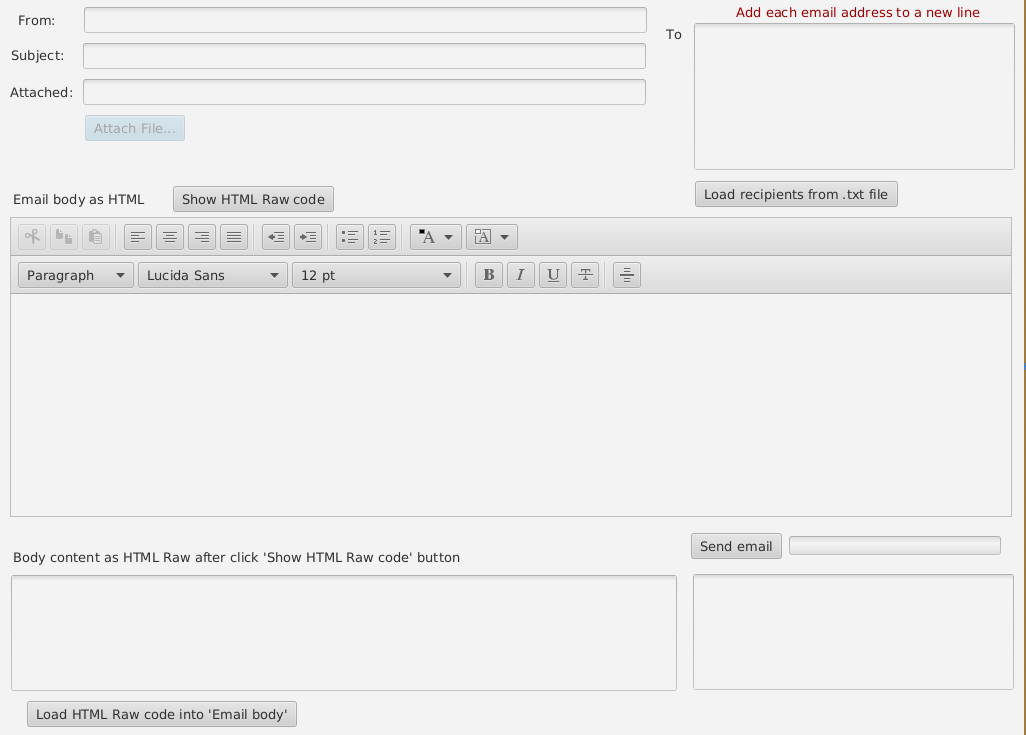 From:
Subject:
Attached:
Attach File...
Add each email address to a new line
To
Load recipients from .txt file
Email body as HTML
Show HTML Raw code
A
A
Paragraph
Lucida Sans
12 pt
B I U T
Send email
Body content as HTML Raw after click 'Show HTML Raw code' button
Load HTML Raw code into 'Email body'